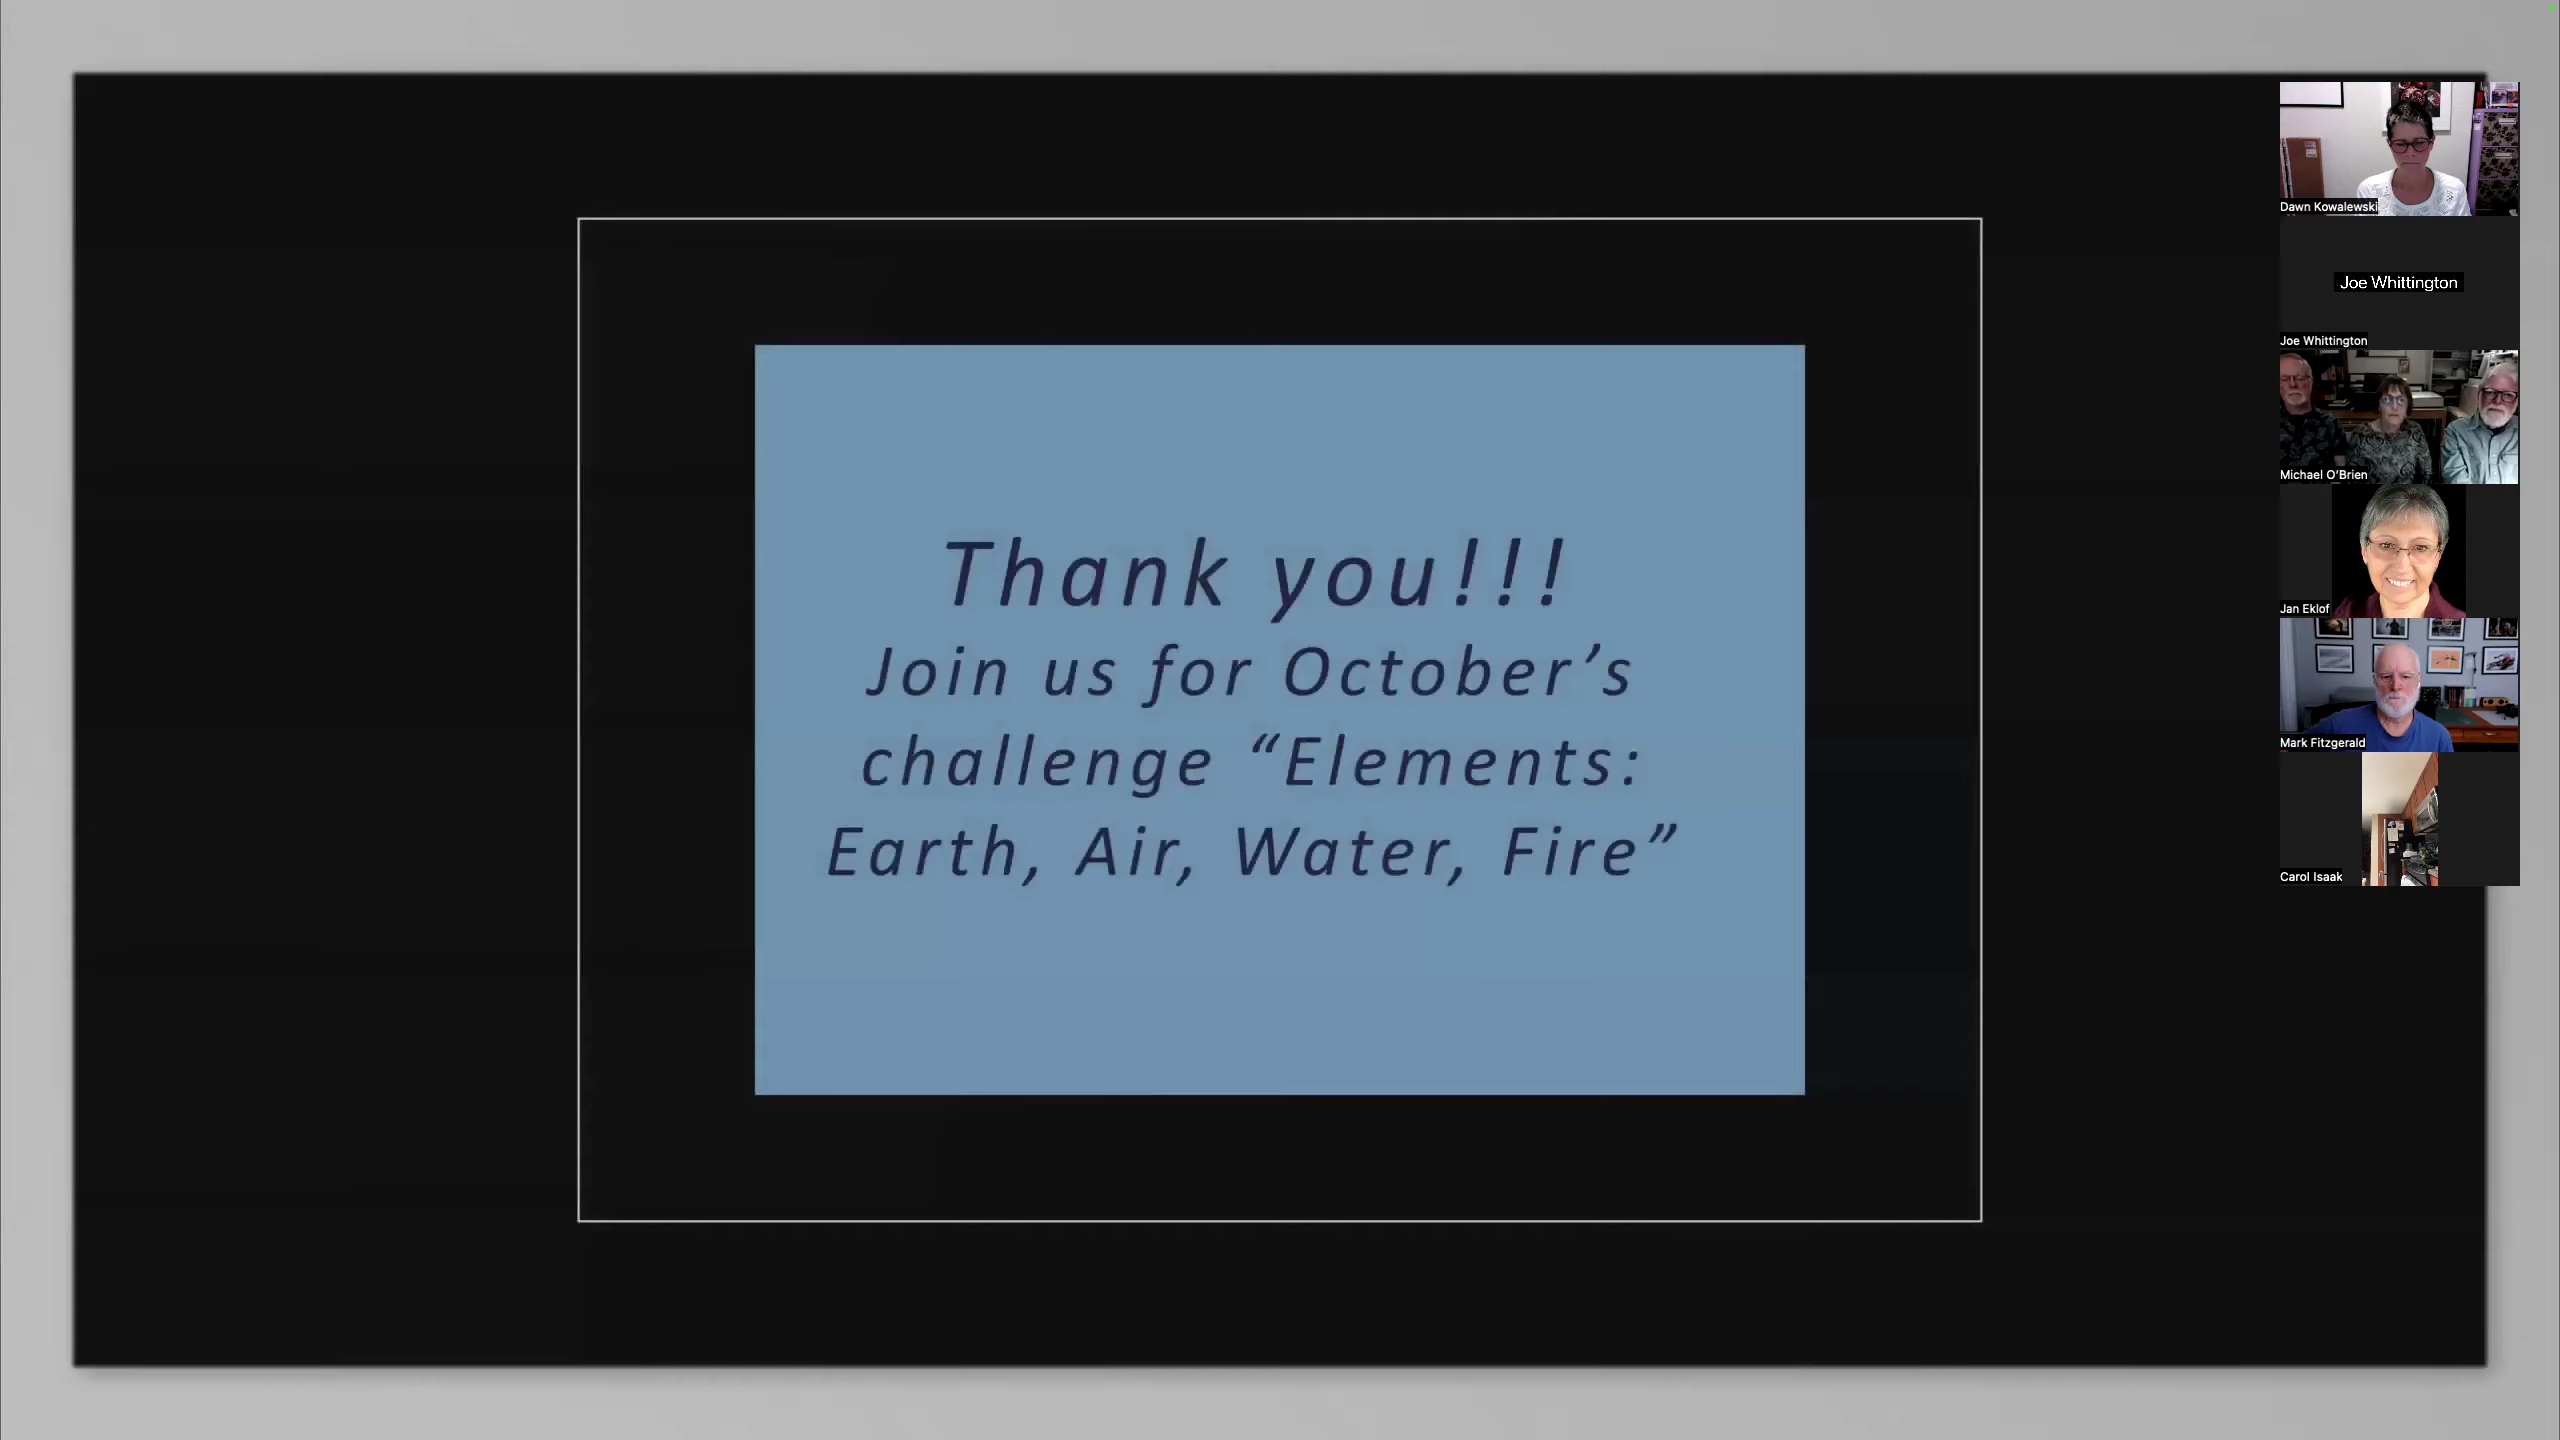 Thank you!!!
Join us for October’s
challenge “Elements:
Earth, Air, Water, Fire”
Dawn Kowalewski
Joe Whittington
Joe Whittington
Michael O’Brien
Jan Eklof
Mark Fitzgerald
Carol Isaak